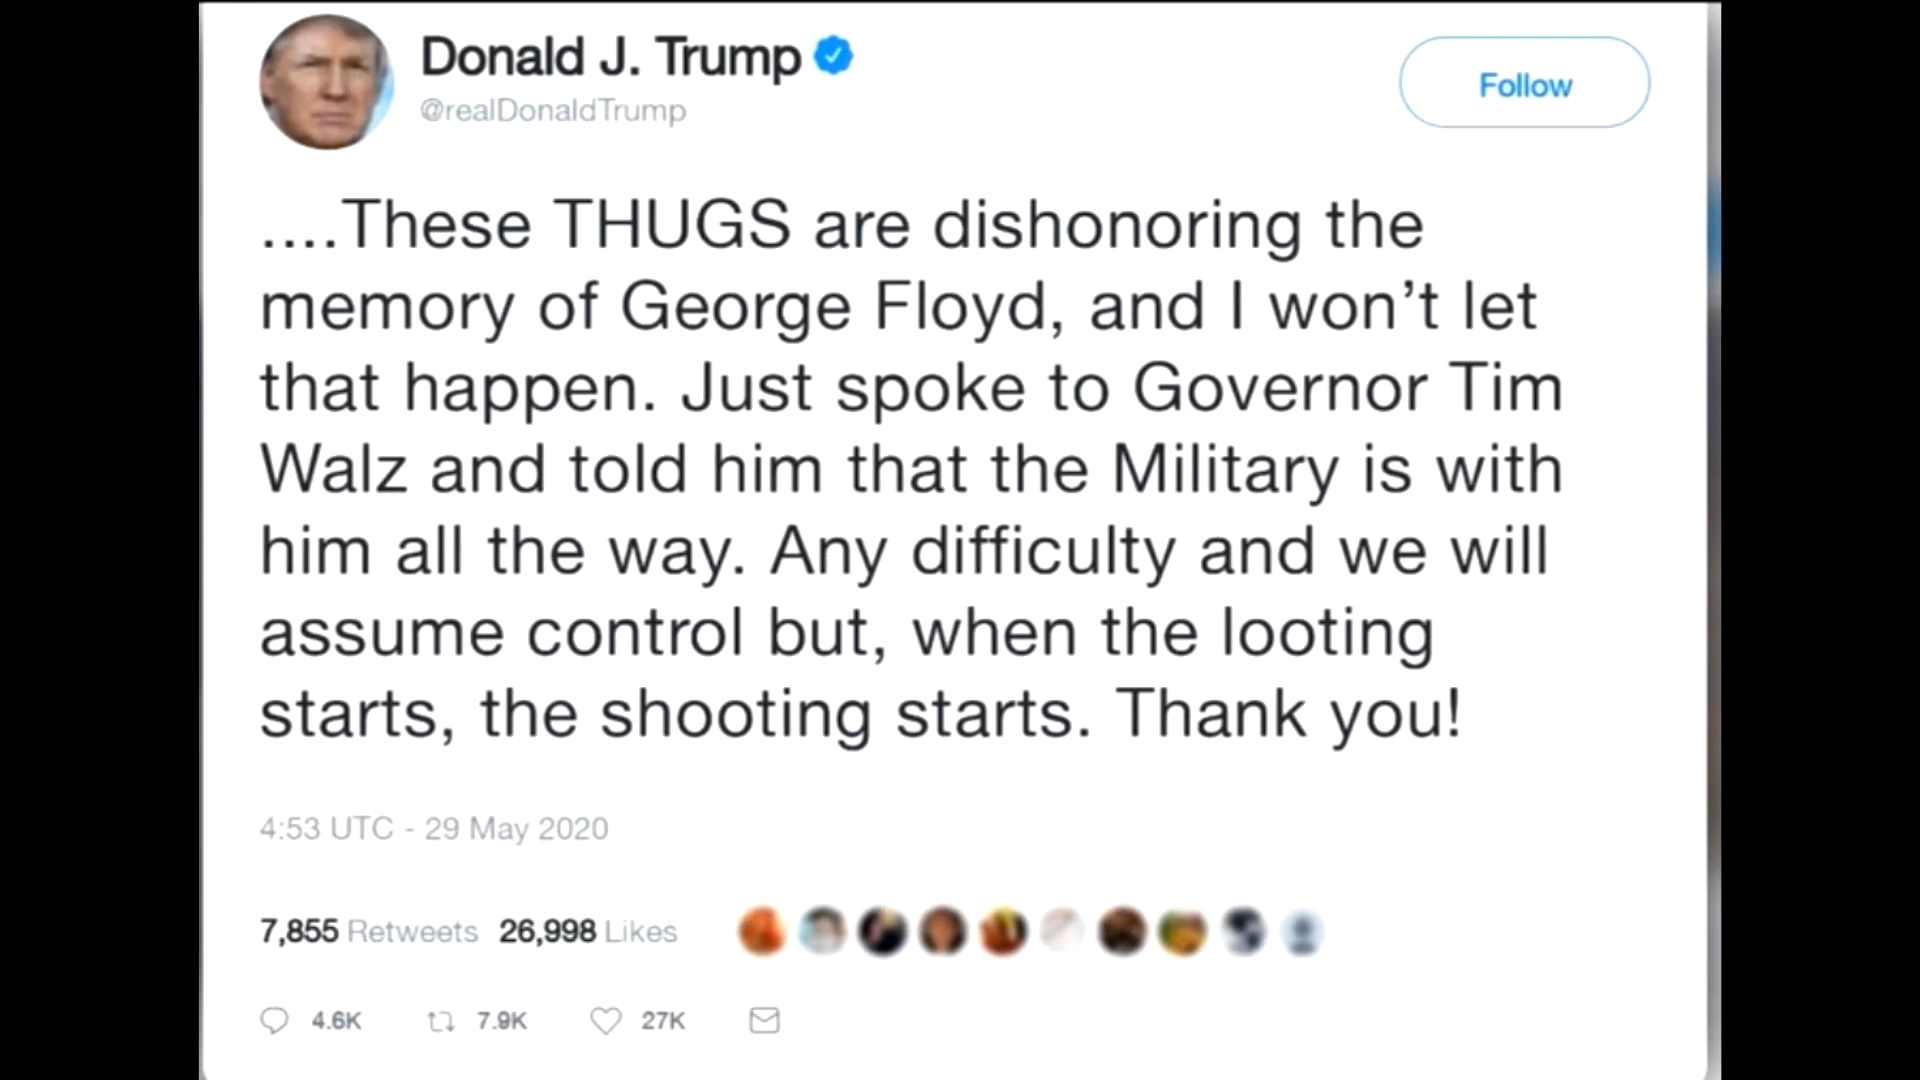 Donald J. Trump
@realDonaldTrump
Follow
....These THUGS are dishonoring the
memory of George Floyd, and I won’t let
that happen. Just spoke to Governor Tim
Walz and told him that the Military is with
him all the way. Any difficulty and we will
assume control but, when the looting
starts, the shooting starts. Thank you!
4:53 UTC - 29 May 2020
7,855 Retweets 26,998 Likes
4.6K 7.9K 27K